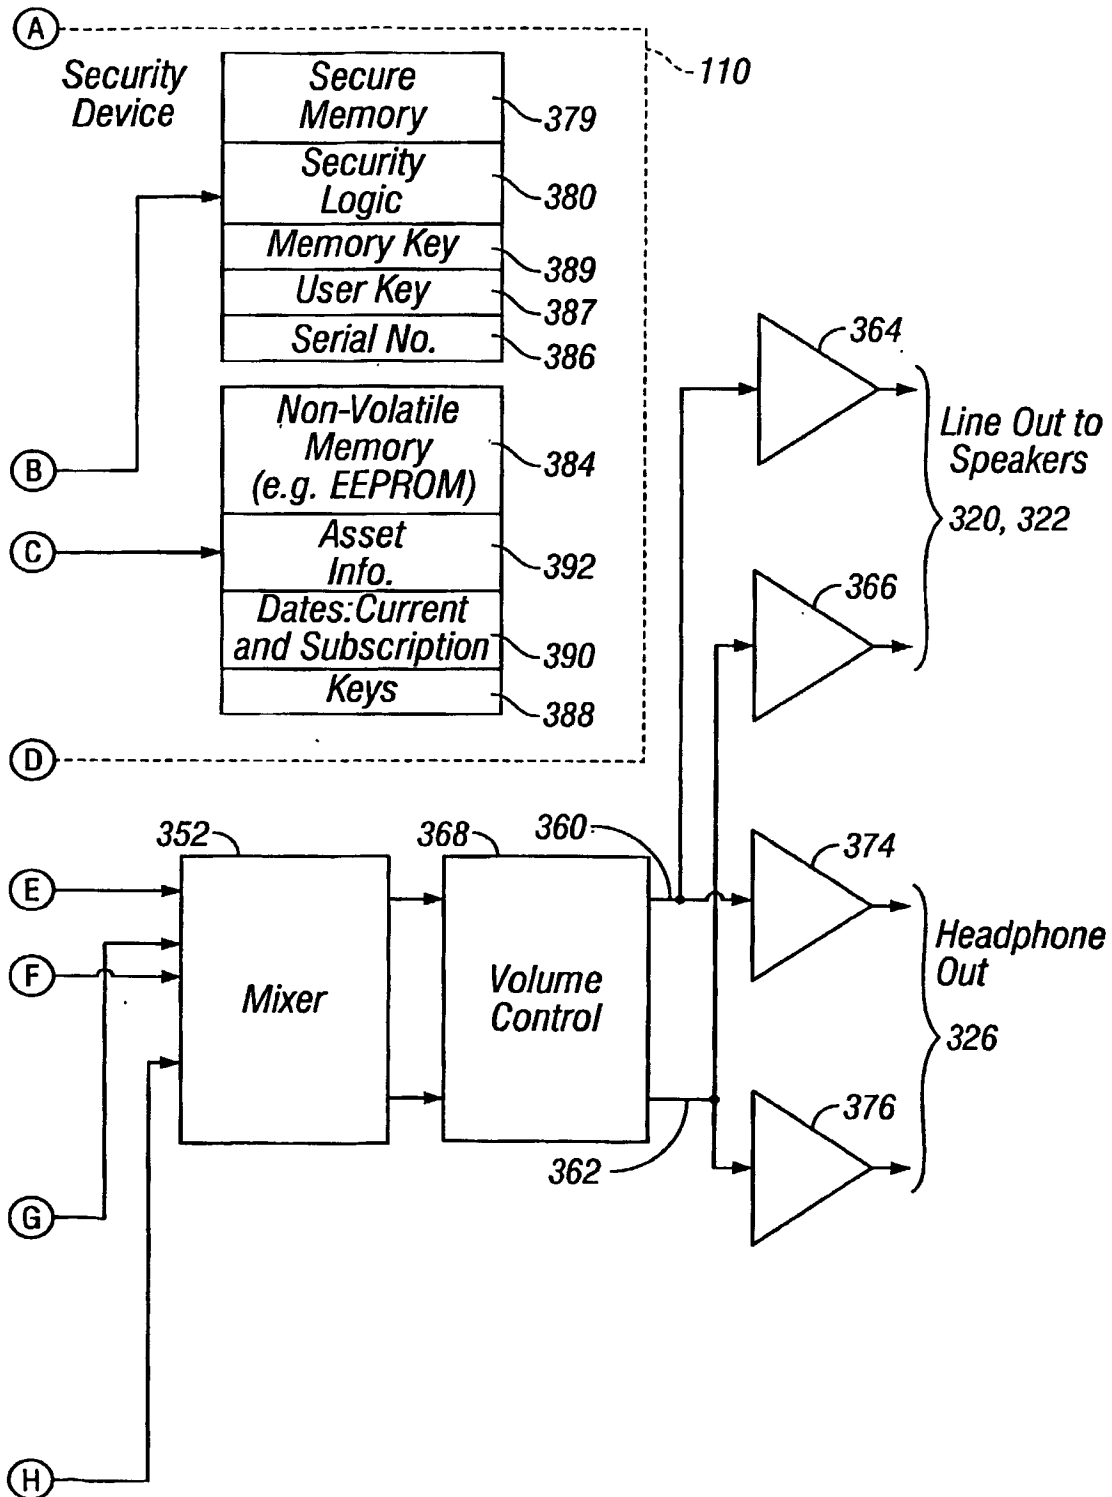 A
Security
Device
110
Secure
Memory
379
Security
Logic
380
Memory Key
389
User Key
387
Serial No.
386
B
Non-Volatile
Memory
(e.g. EEPROM)
384
C
Asset
Info.
392
Dates:Current
and Subscription
390
Keys
388
D
364
Line Out to
Speakers
320, 322
366
352
368
360
374
E
F
Mixer
Volume
Control
Headphone
Out
326
362
376
G
H